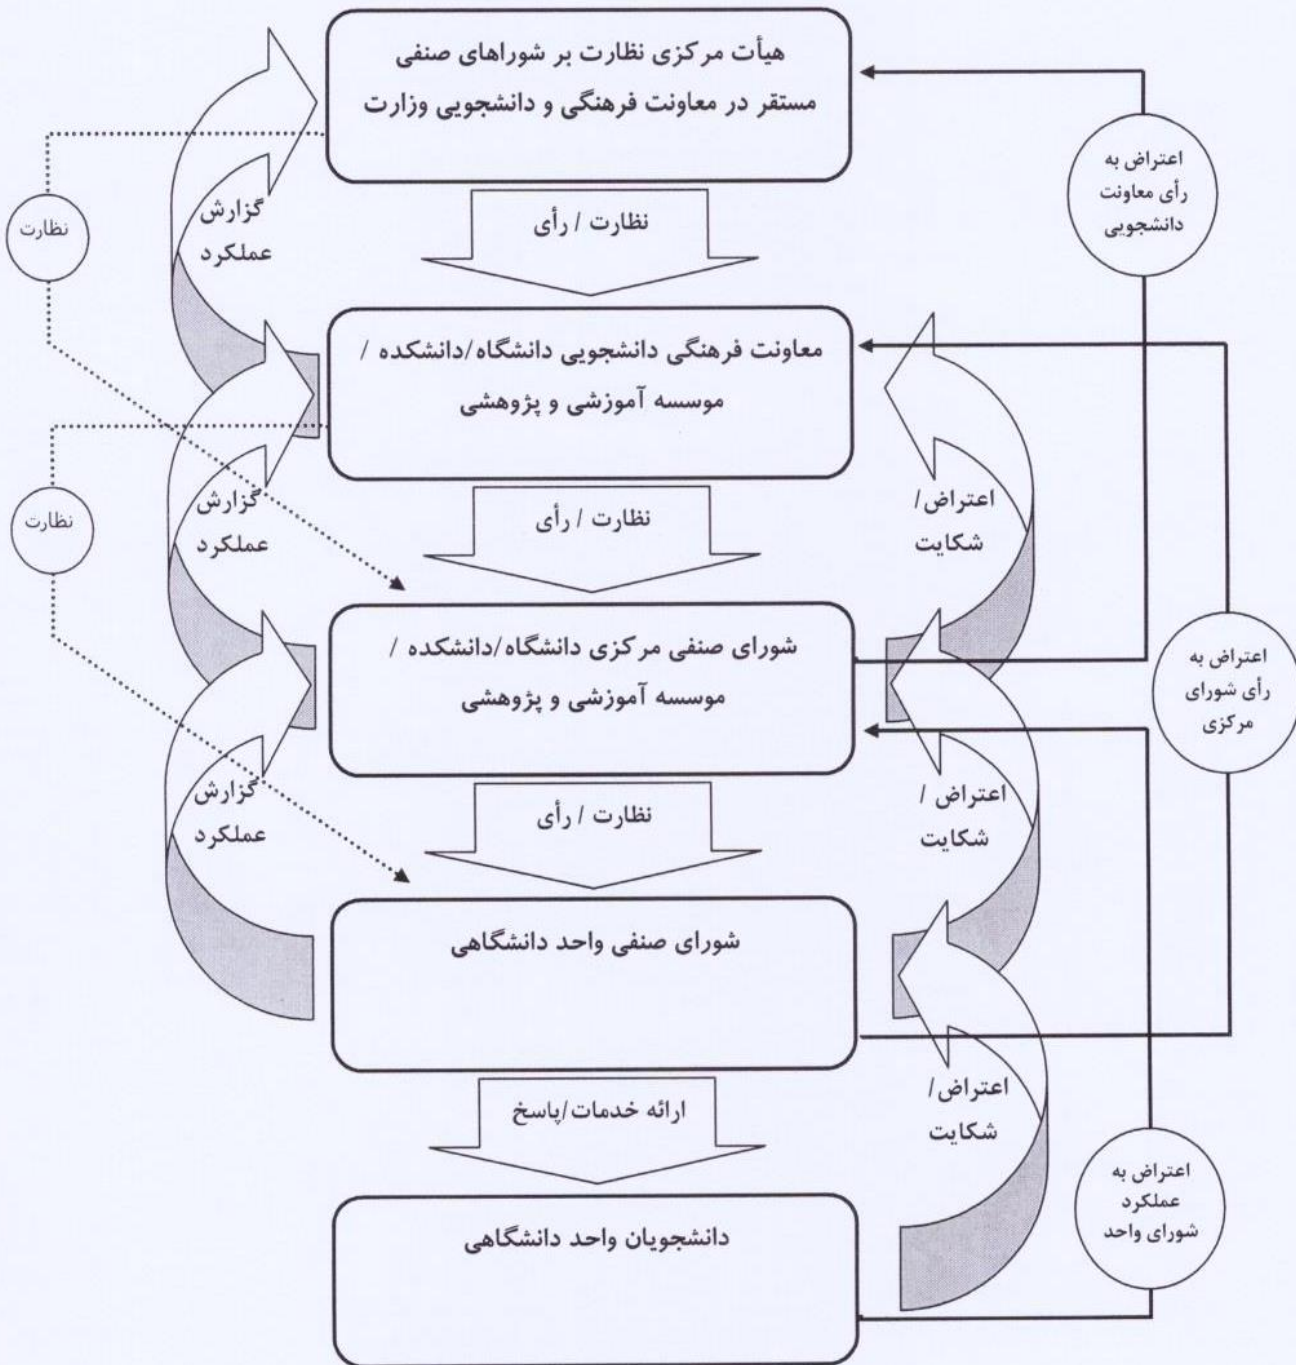 هیأت مرکزی نظارت بر شوراهای صنفی
مستقر در معاونت فرهنگی و دانشجویی وزارت
اعتراض به
رأی معاونت
دانشجویی
گزارش
عملکرد
نظارت / رأی
نظارت
معاونت فرهنگی دانشجویی دانشگاه/دانشکده /
موسسه آموزشی و پژوهشی
اعتراض/
شکایت
نظارت / رأی
گزارش
عملکرد
نظارت
شورای صنفی مرکزی دانشگاه/دانشکده /
موسسه آموزشی و پژوهشی
اعتراض به
رأی شورای
مرکزی
اعتراض /
شکایت
نظارت / رأی
گزارش
عملکرد
شورای صنفی واحد دانشگاهی
اعتراض/
شکایت
ارائه خدمات/پاسخ
اعتراض به
عملکرد
شورای واحد
دانشجویان واحد دانشگاهی